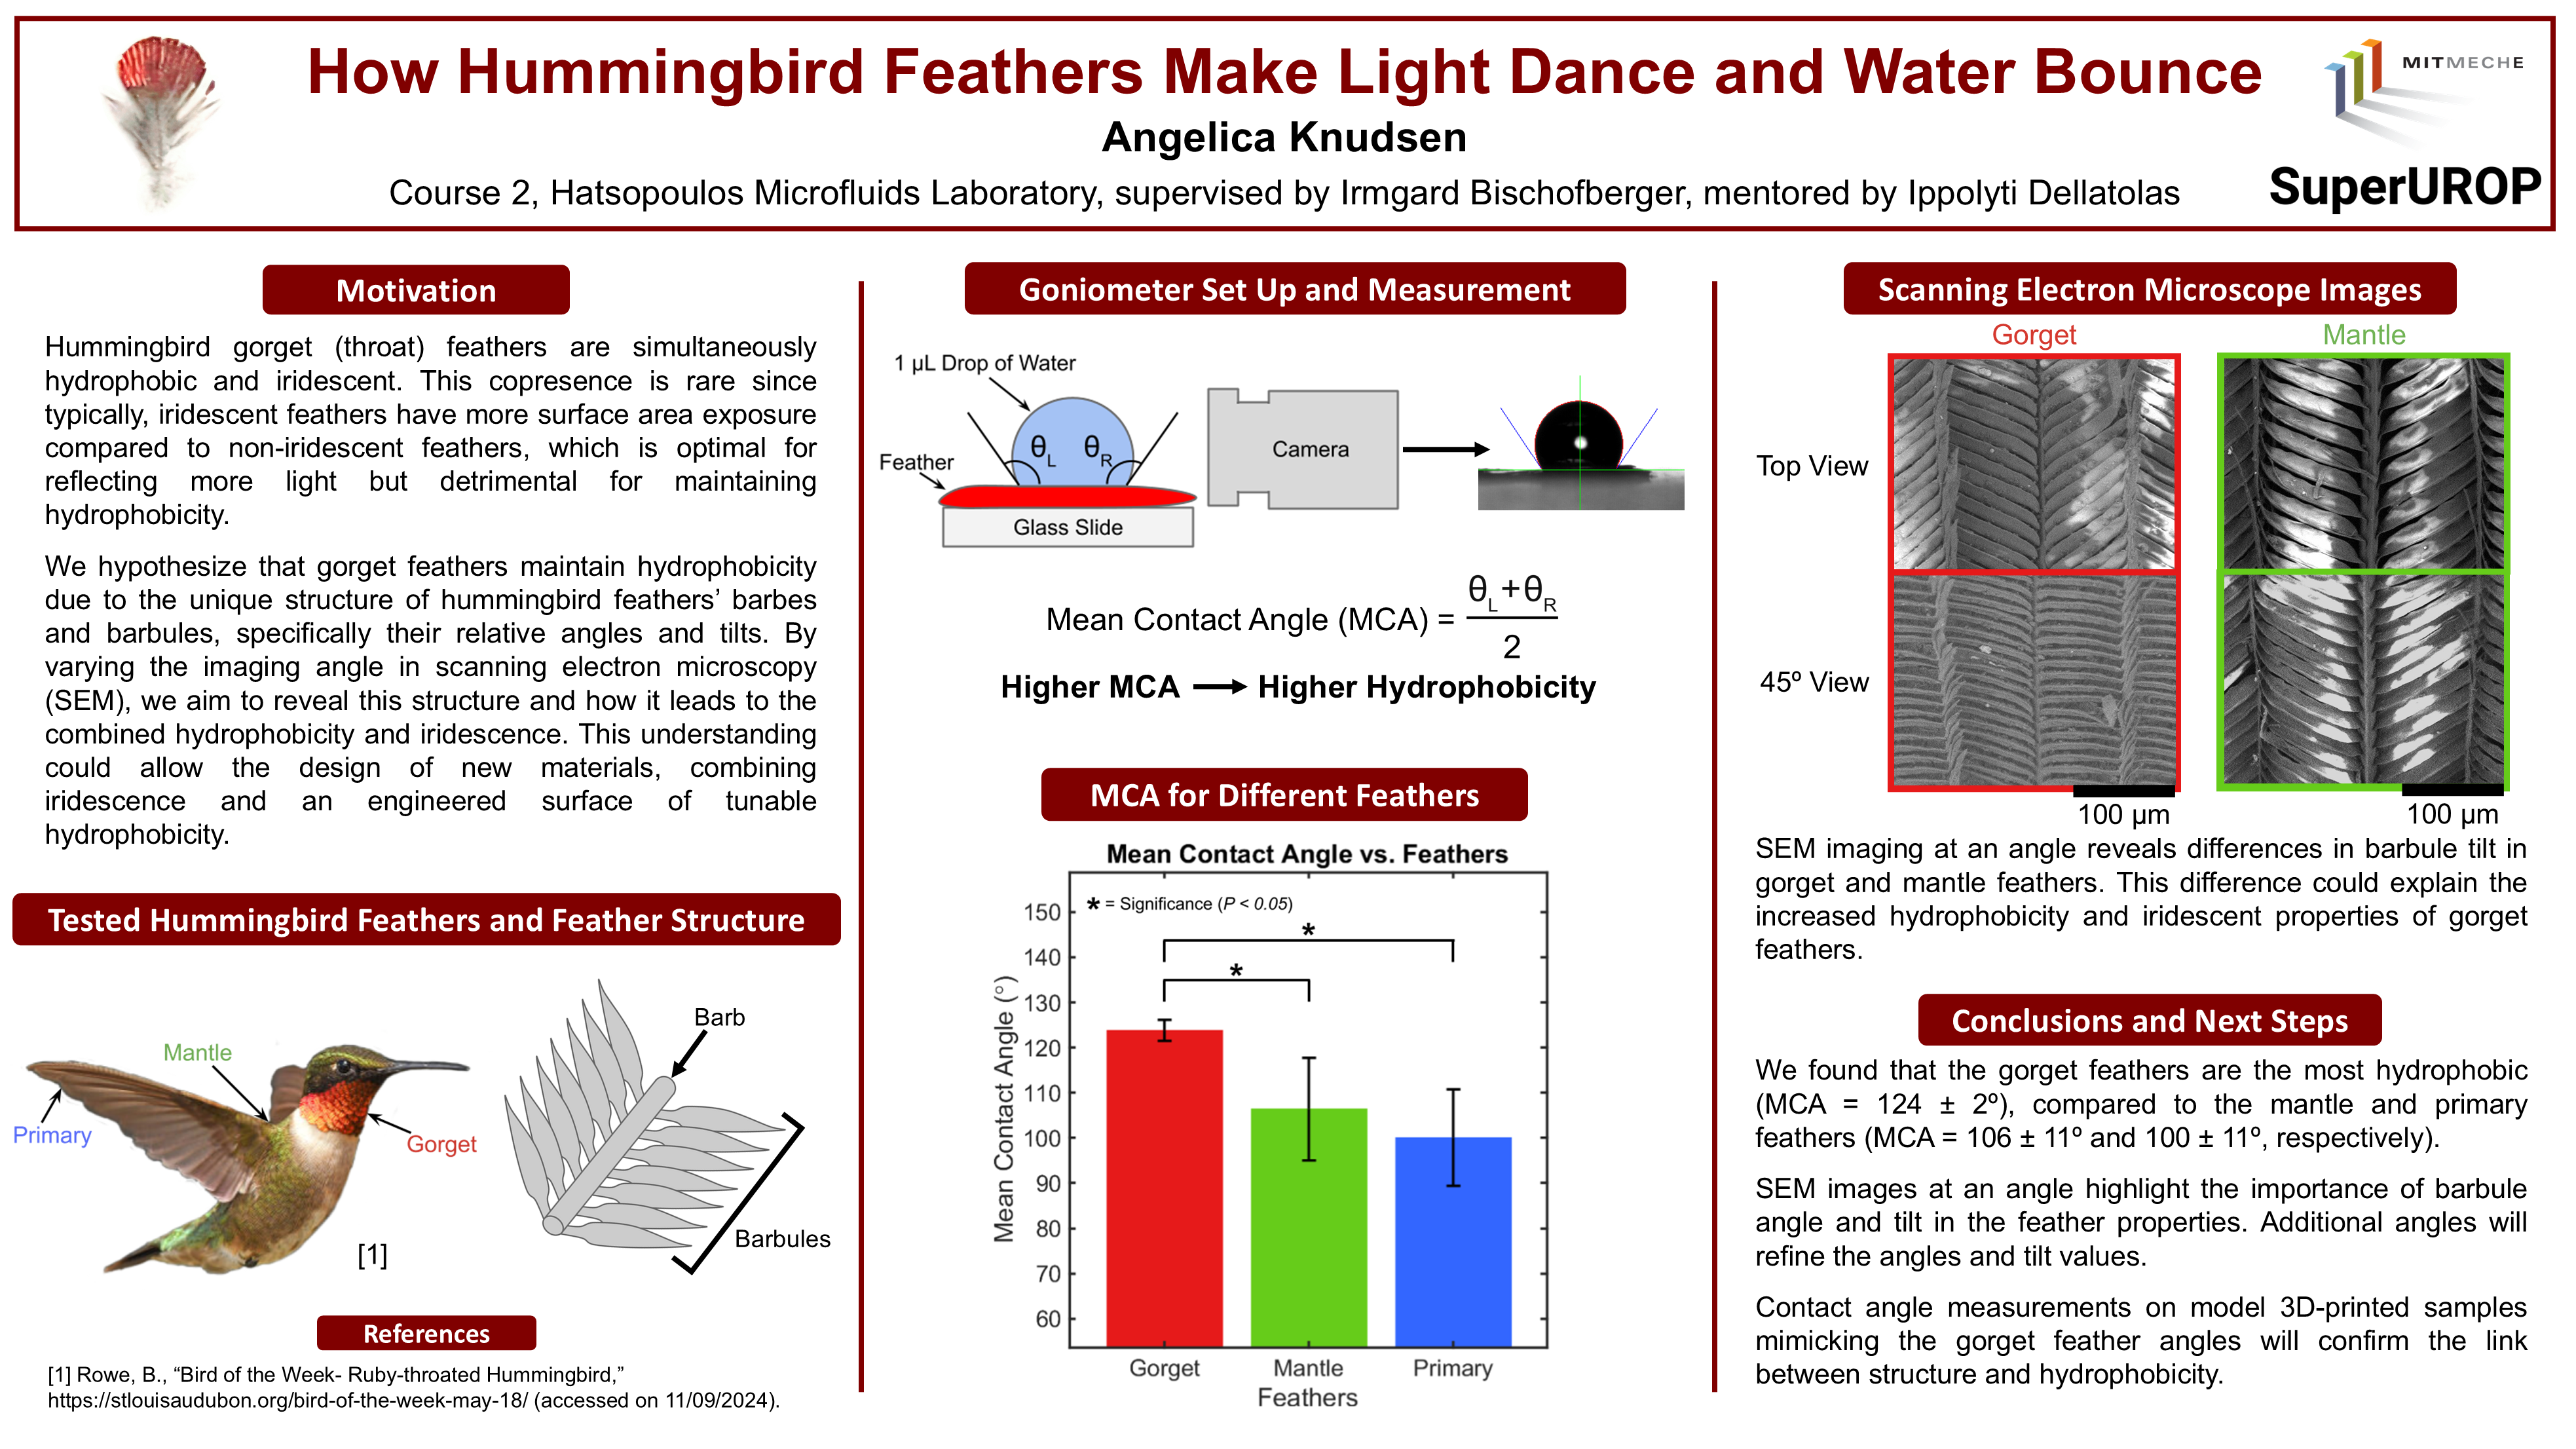 How Hummingbird Feathers Make Light Dance and Water Bounce
Angelica Knudsen
Course 2, Hatsopoulos Microfluids Laboratory, supervised by Irmgard Bischofberger, mentored by Ippolyti Dellatolas
MITMECHE
SuperUROP
Motivation
Hummingbird gorget (throat) feathers are simultaneously
hydrophobic and iridescent. This copresence is rare since
typically, iridescent feathers have more surface area exposure
compared to non-iridescent feathers, which is optimal for
reflecting more light but detrimental for maintaining
hydrophobicity.
We hypothesize that gorget feathers maintain hydrophobicity
due to the unique structure of hummingbird feathers’ barbes
and barbules, specifically their relative angles and tilts. By
varying the imaging angle in scanning electron microscopy
(SEM), we aim to reveal this structure and how it leads to the
combined hydrophobicity and iridescence. This understanding
could allow the design of new materials, combining
iridescence and an engineered surface of tunable
hydrophobicity.
Tested Hummingbird Feathers and Feather Structure
Mantle
Primary
Gorget
[1]
Barb
Barbules
References
[1] Rowe, B., “Bird of the Week- Ruby-throated Hummingbird,”
https://stlouisaudubon.org/bird-of-the-week-may-18/ (accessed on 11/09/2024).
Goniometer Set Up and Measurement
1 µL Drop of Water
θL θR
Feather
Glass Slide
Camera
Mean Contact Angle (MCA) =
θL+θR
2
Higher MCA → Higher Hydrophobicity
MCA for Different Feathers
Mean Contact Angle vs. Feathers
* = Significance (P < 0.05)
*
*
Mean Contact Angle (°)
150
140
130
120
110
100
90
80
70
60
Gorget Mantle Primary
Feathers
Scanning Electron Microscope Images
Gorget Mantle
Top View
45º View
100 µm 100 µm
SEM imaging at an angle reveals differences in barbule tilt in
gorget and mantle feathers. This difference could explain the
increased hydrophobicity and iridescent properties of gorget
feathers.
Conclusions and Next Steps
We found that the gorget feathers are the most hydrophobic
(MCA = 124 ± 2º), compared to the mantle and primary
feathers (MCA = 106 ± 11º and 100 ± 11º, respectively).
SEM images at an angle highlight the importance of barbule
angle and tilt in the feather properties. Additional angles will
refine the angles and tilt values.
Contact angle measurements on model 3D-printed samples
mimicking the gorget feather angles will confirm the link
between structure and hydrophobicity.